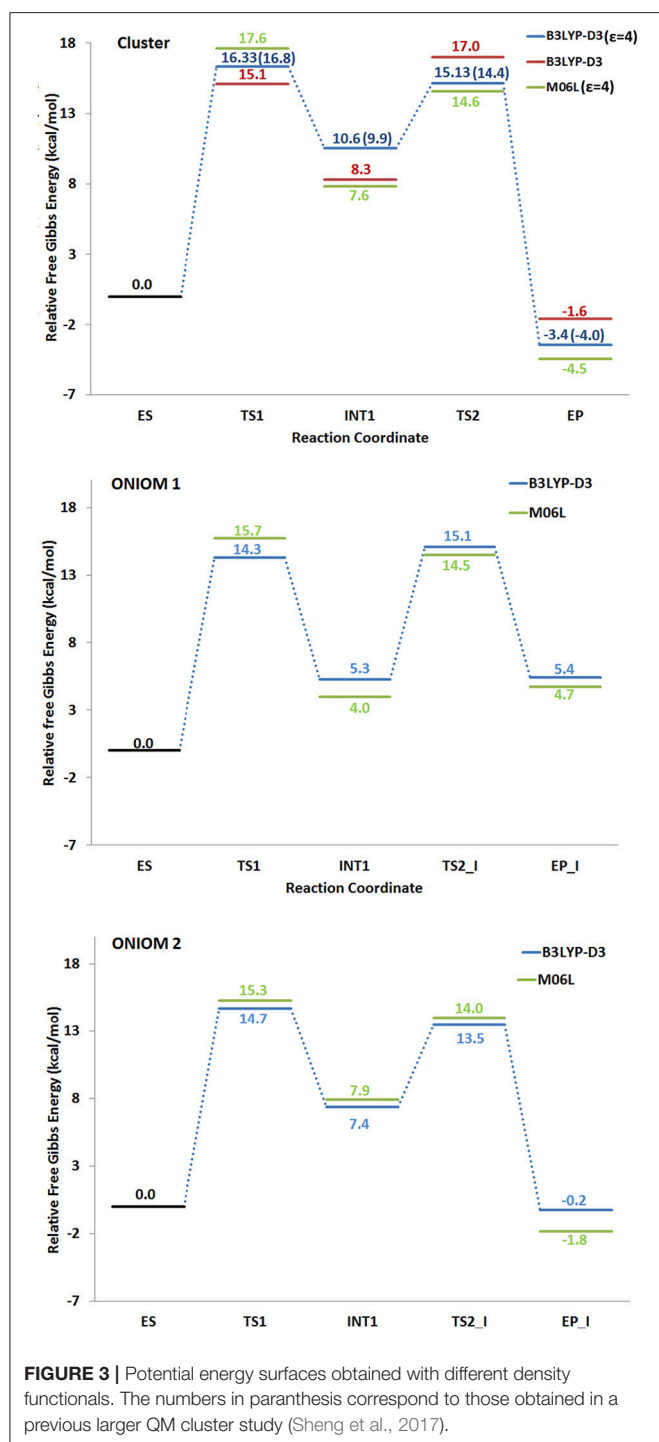 Cluster
B3LYP-D3(ε=4)
B3LYP-D3
M06L(ε=4)
Relative Free Gibbs Energy (kcal/mol)
18
13
8
3
-2
-7
0.0
17.6
16.33(16.8)
15.1
10.6(9.9)
8.3
7.6
17.0
15.13 (14.4)
14.6
-1.6
-3.4(-4.0)
-4.5
ES TS1 INT1 TS2 EP
Reaction Coordinate
ONIOM 1
B3LYP-D3
M06L
Relative free Gibbs Energy (kcal/mol)
18
13
8
3
-2
-7
0.0
15.7
14.3
5.3
4.0
15.1
14.5
5.4
4.7
ES TS1 INT1 TS2_I EP_I
Reaction Coordinate
ONIOM 2
B3LYP-D3
M06L
Relative Free Gibbs Energy (kcal/mol)
18
13
8
3
-2
-7
0.0
15.3
14.7
7.9
7.4
14.0
13.5
-0.2
-1.8
ES TS1 INT1 TS2_I EP_I
FIGURE 3 | Potential energy surfaces obtained with different density
functionals. The numbers in paranthesis correspond to those obtained in a
previous larger QM cluster study (Sheng et al., 2017).